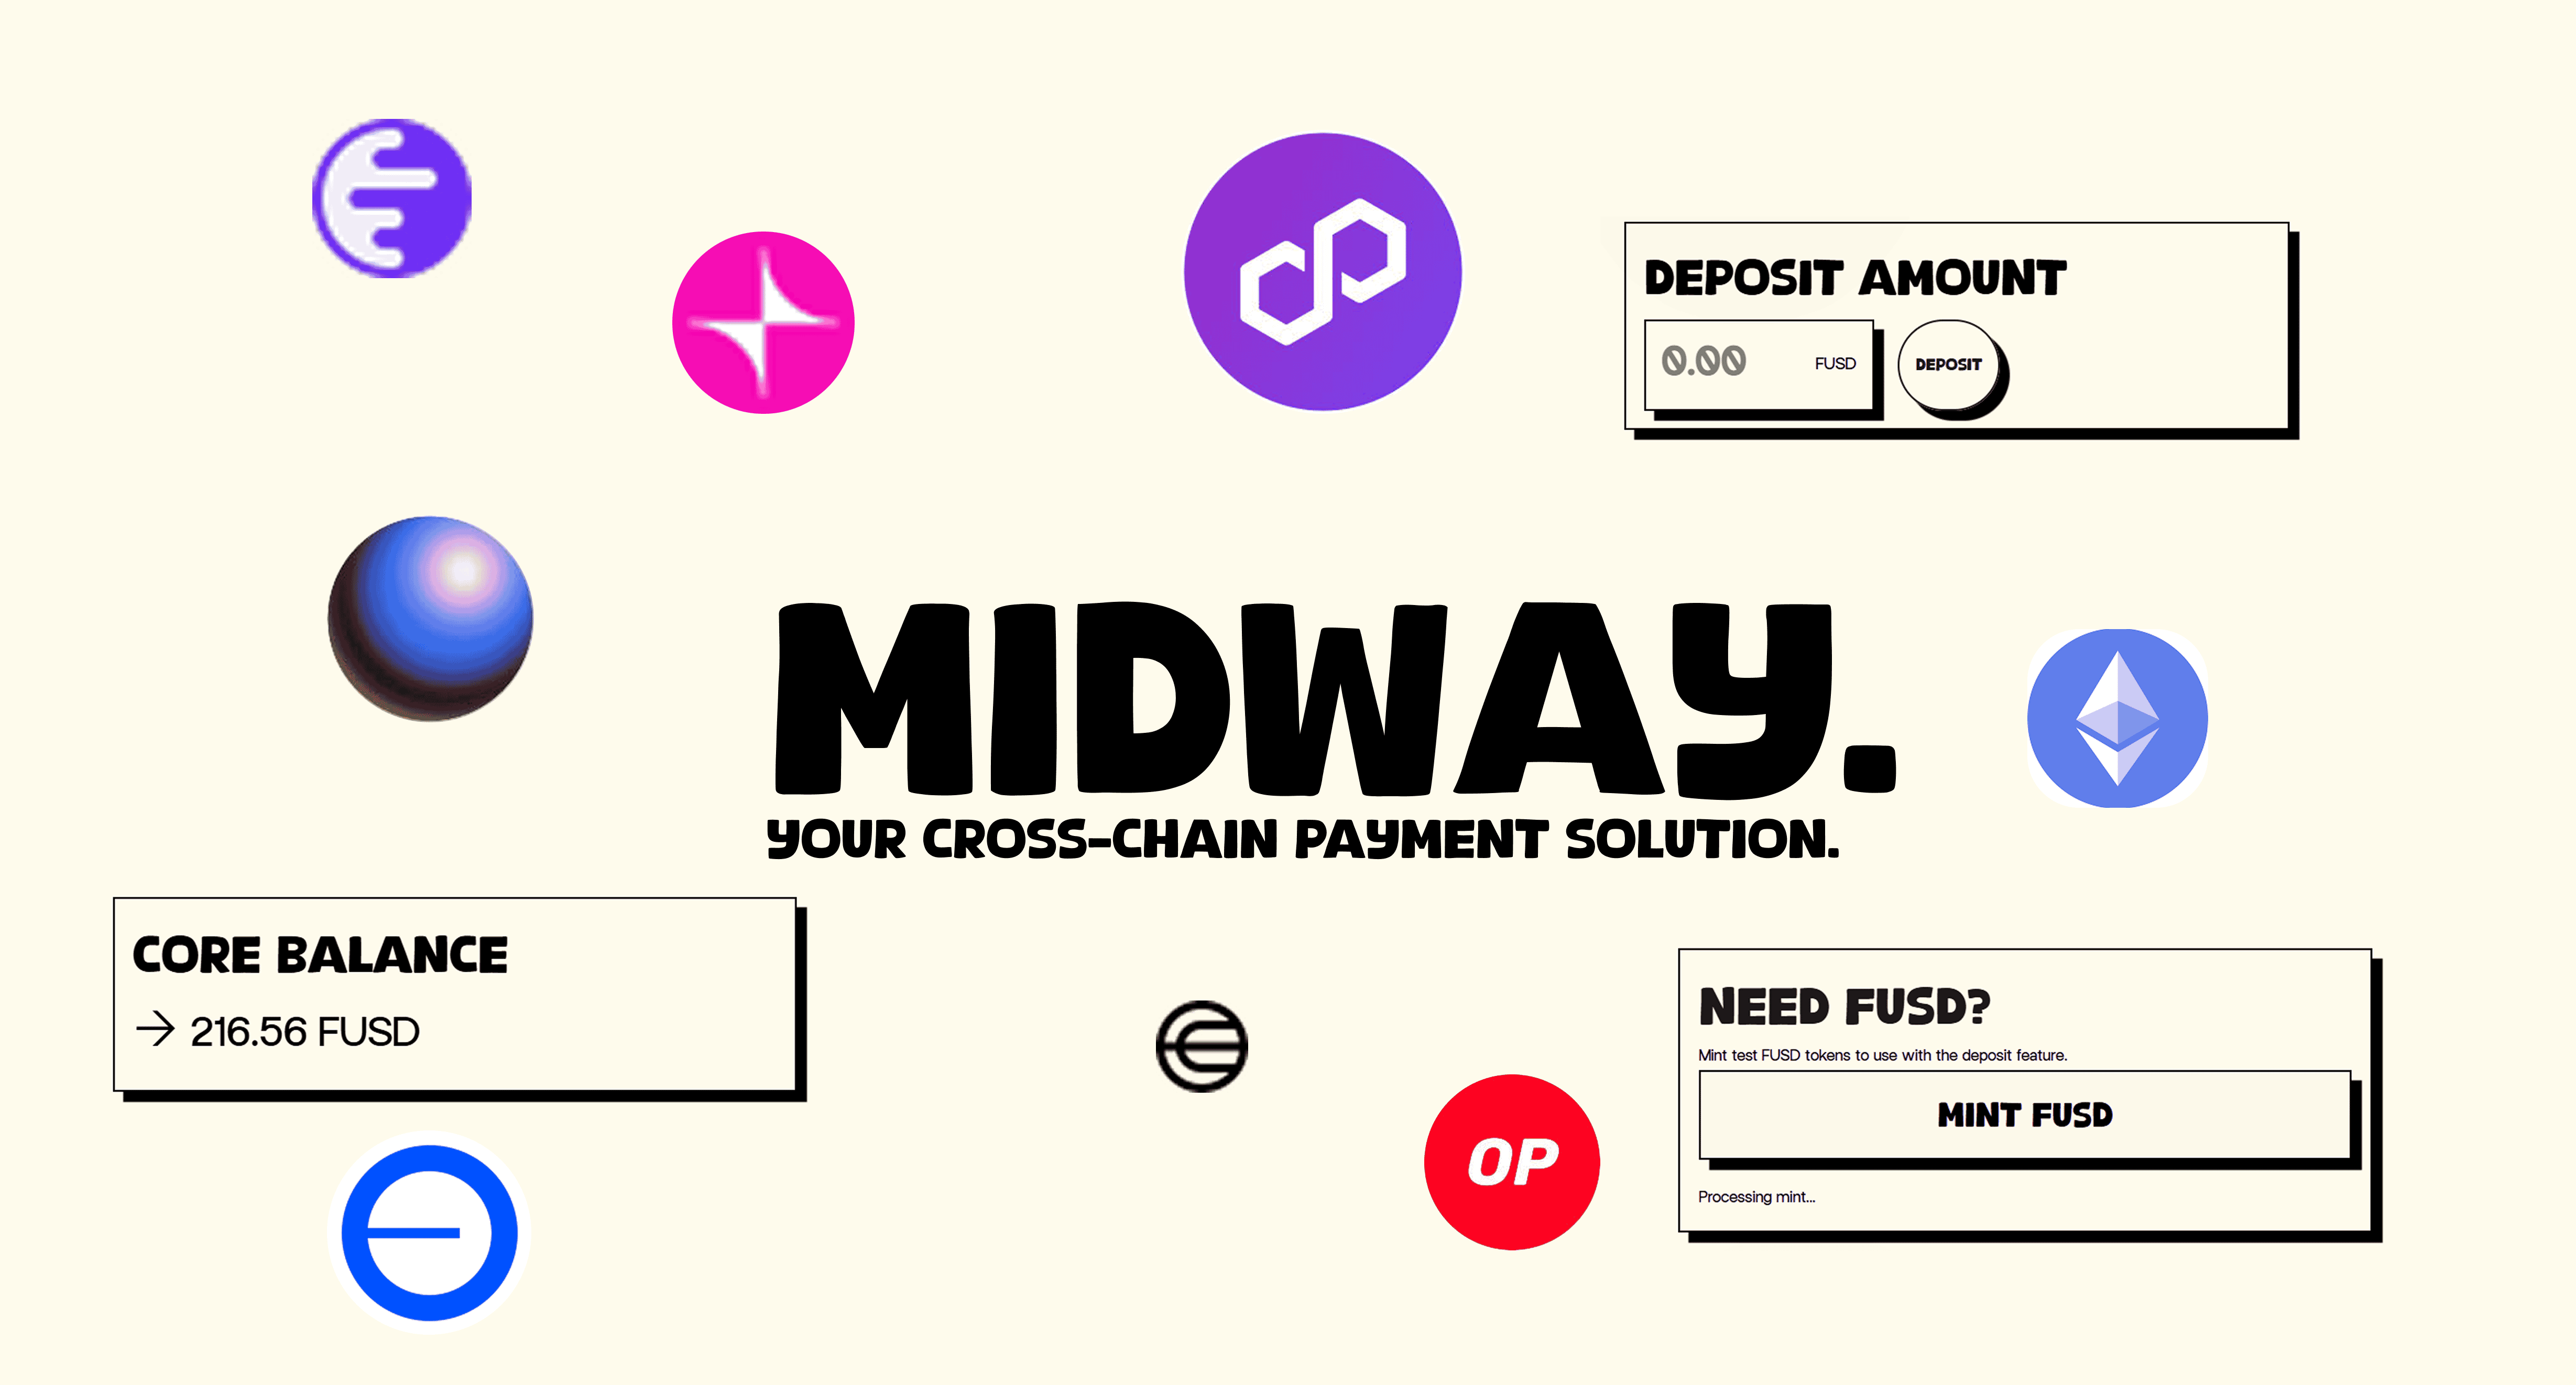 DEPOSIT AMOUNT
0.00 FUSD DEPOSIT
MIDWAY.
YOUR CROSS-CHAIN PAYMENT SOLUTION.
CORE BALANCE
→ 216.56 FUSD
OP
NEED FUSD?
Mint test FUSD tokens to use with the deposit feature.
MINT FUSD
Processing mint...